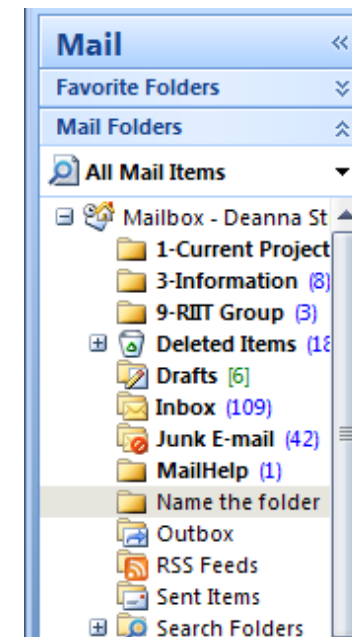 Mail
Favorite Folders
Mail Folders
All Mail Items
Mailbox - Deanna St
1-Current Project
3-Information (8)
9-RIIT Group (3)
Deleted Items (18
Drafts [6]
Inbox (109)
Junk E-mail (42)
MailHelp (1)
Name the folder
Outbox
RSS Feeds
Sent Items
Search Folders